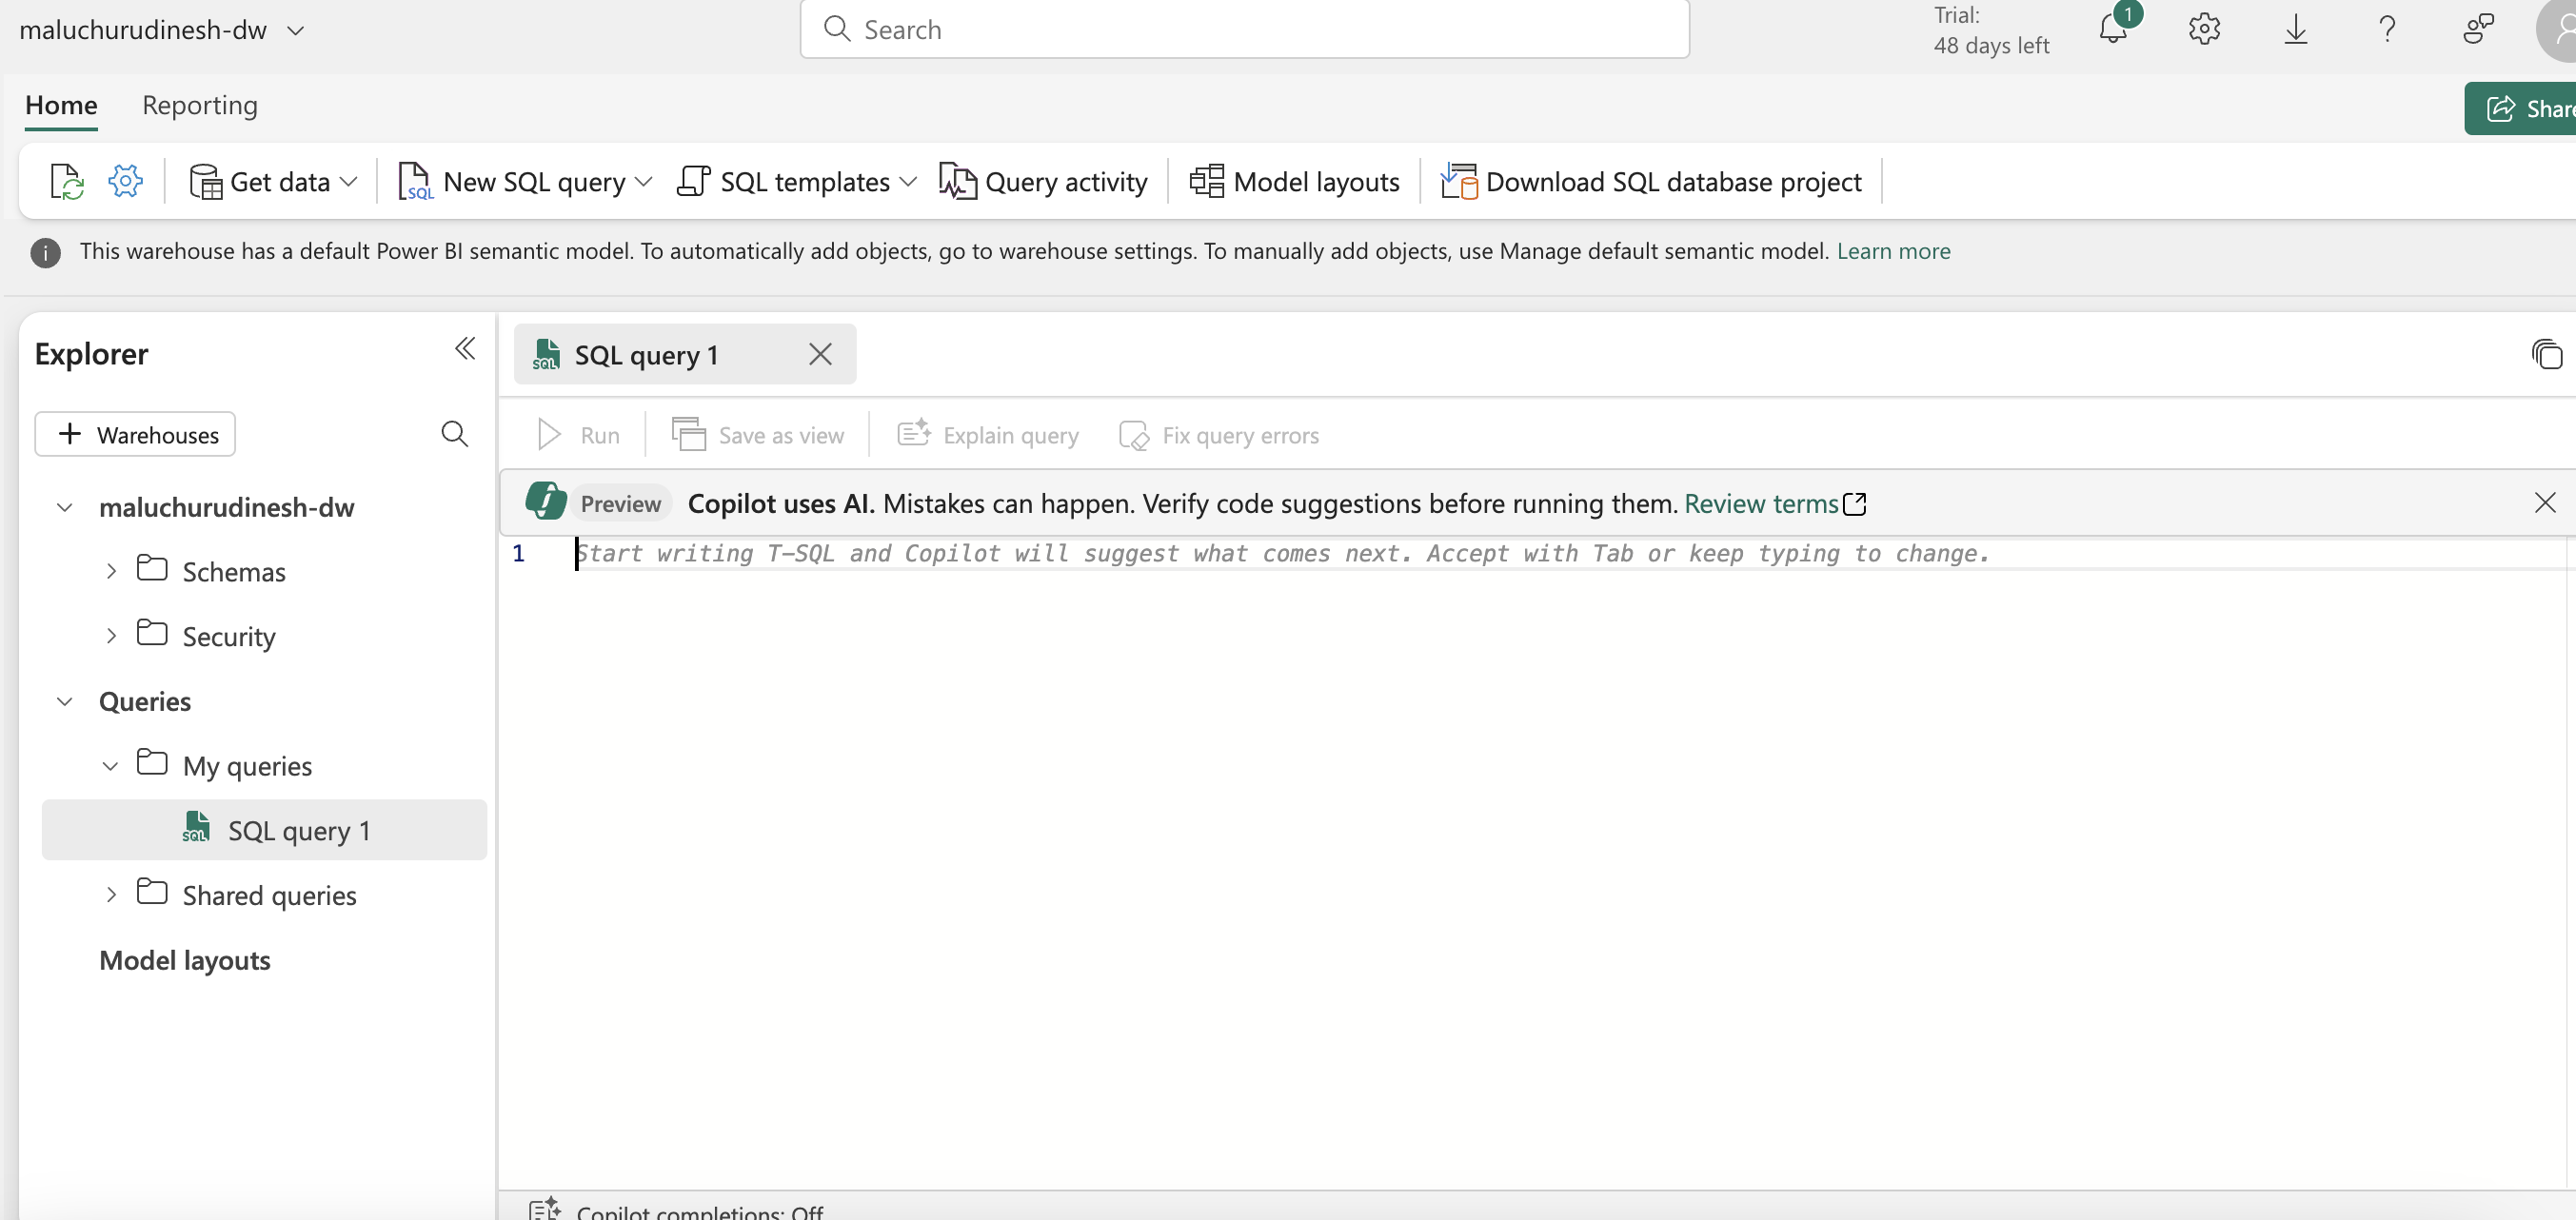 maluchurudinesh-dw
Search
Trial:
48 days left
1
Home
Reporting
Share
Get data
New SQL query
SQL templates
Query activity
Model layouts
Download SQL database project
This warehouse has a default Power BI semantic model. To automatically add objects, go to warehouse settings. To manually add objects, use Manage default semantic model. Learn more
Explorer
Warehouses
maluchurudinesh-dw
Schemas
Security
Queries
My queries
SQL query 1
Shared queries
Model layouts
SQL query 1
Run
Save as view
Explain query
Fix query errors
Preview Copilot uses AI. Mistakes can happen. Verify code suggestions before running them. Review terms
1 Start writing T-SQL and Copilot will suggest what comes next. Accept with Tab or keep typing to change.
Copilot completions: Off